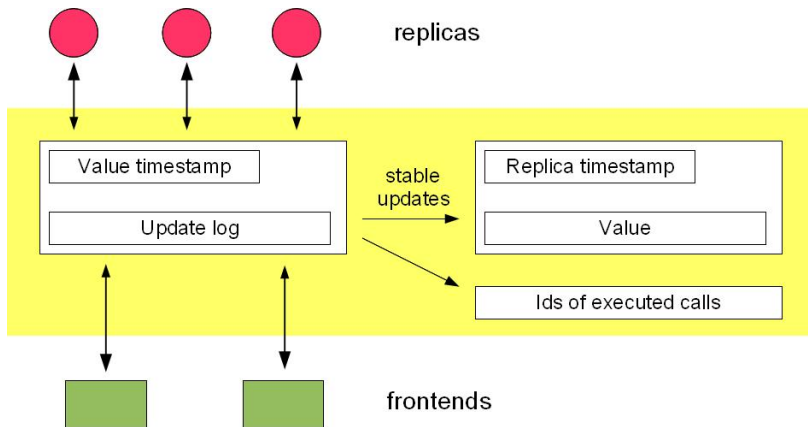 replicas
Value timestamp
Update log
stable
updates
Replica timestamp
Value
Ids of executed calls
frontends